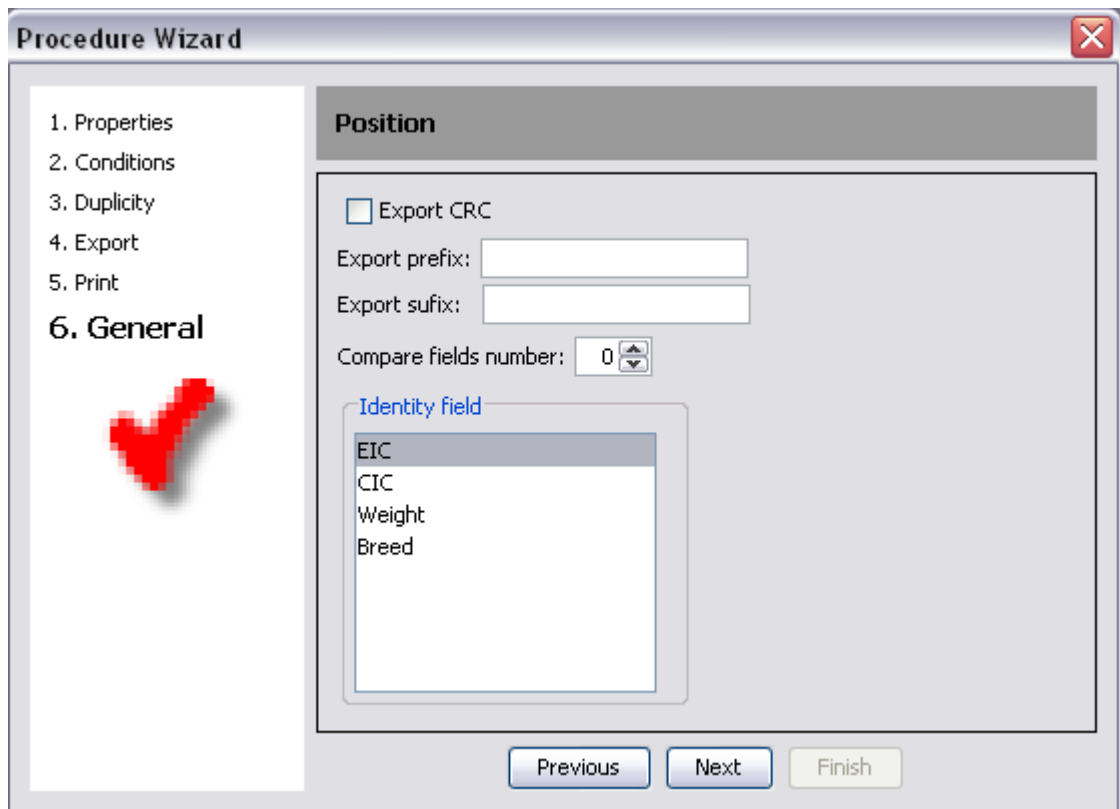 Procedure Wizard
1. Properties
2. Conditions
3. Duplicity
4. Export
5. Print
6. General
Position
Export CRC
Export prefix:
Export sufix:
Compare fields number: 0
Identity field
EIC
CIC
Weight
Breed
Previous Next Finish